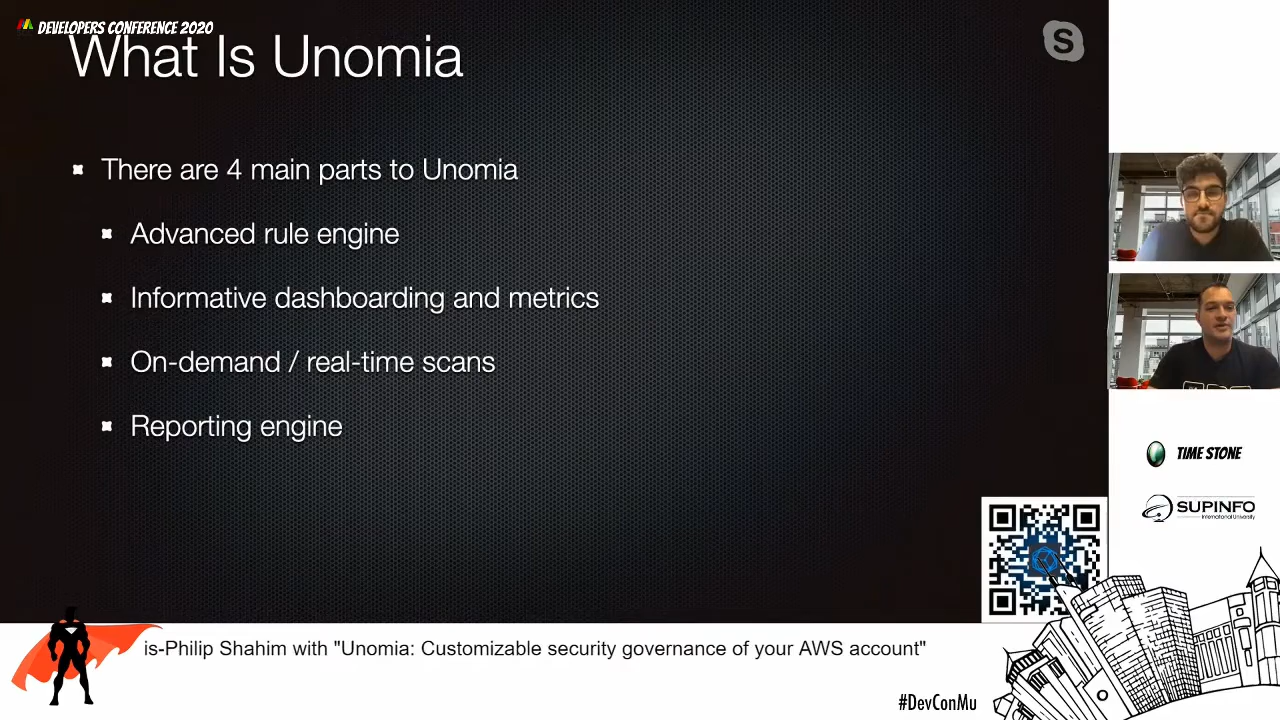 DEVELOPERS CONFERENCE 2020
What Is Unomia
There are 4 main parts to Unomia
Advanced rule engine
Informative dashboarding and metrics
On-demand / real-time scans
Reporting engine
TIME STONE
SUPINFO
International University
is-Philip Shahim with "Unomia: Customizable security governance of your AWS account"
#DevConMu